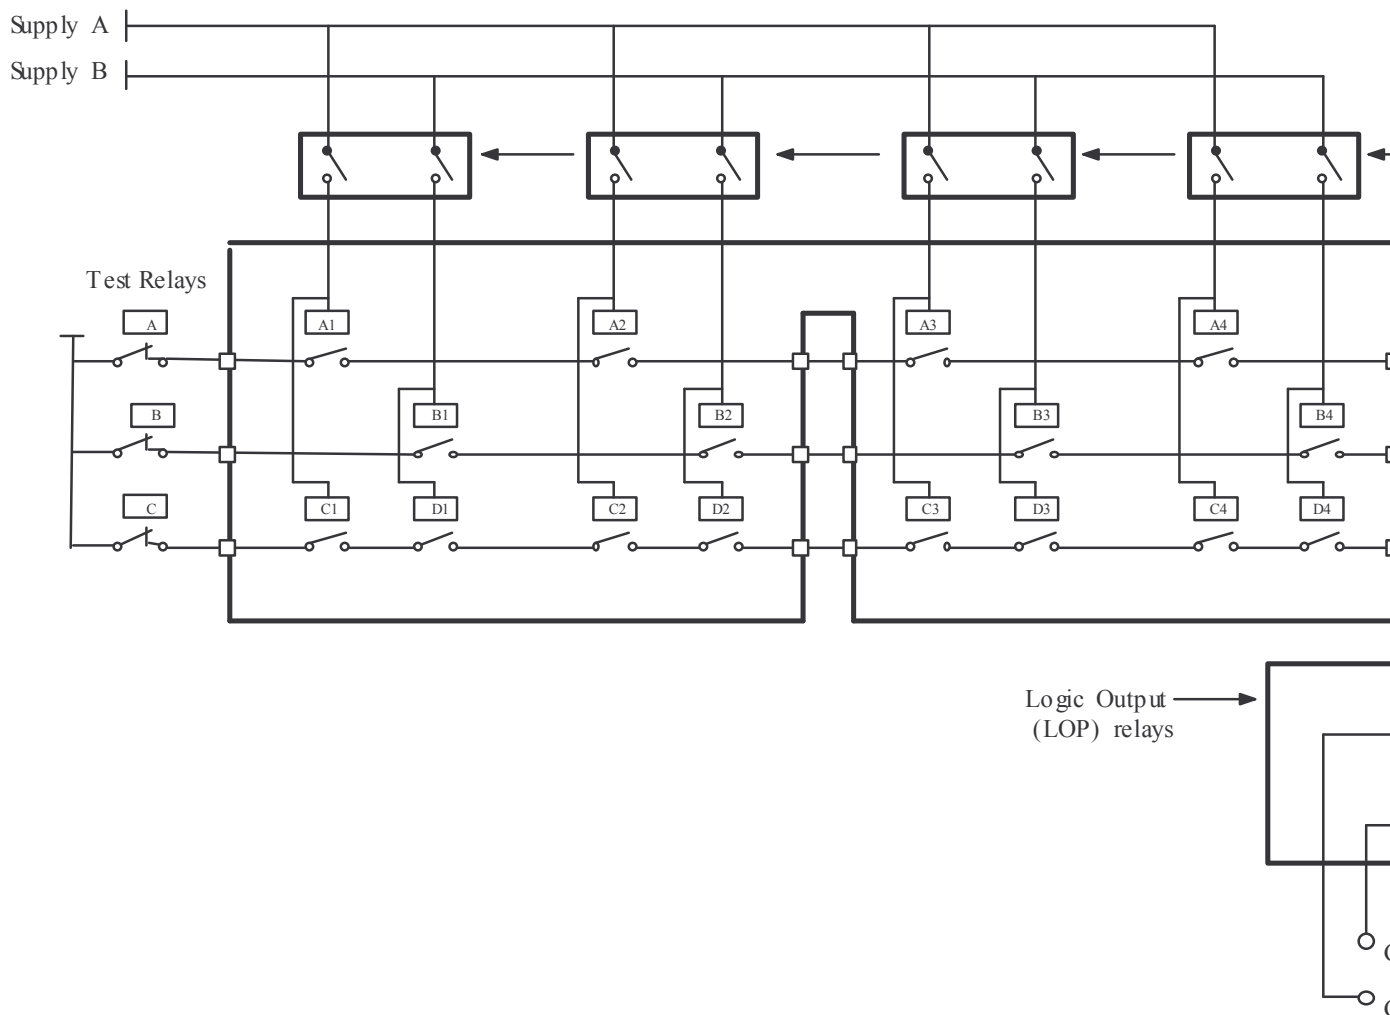 Supply A
Supply B
Test Relays
A
A1
A2
A3
A4
B
B1
B2
B3
B4
C
C1
D1
C2
D2
C3
D3
C4
D4
Logic Output
(LOP) relays